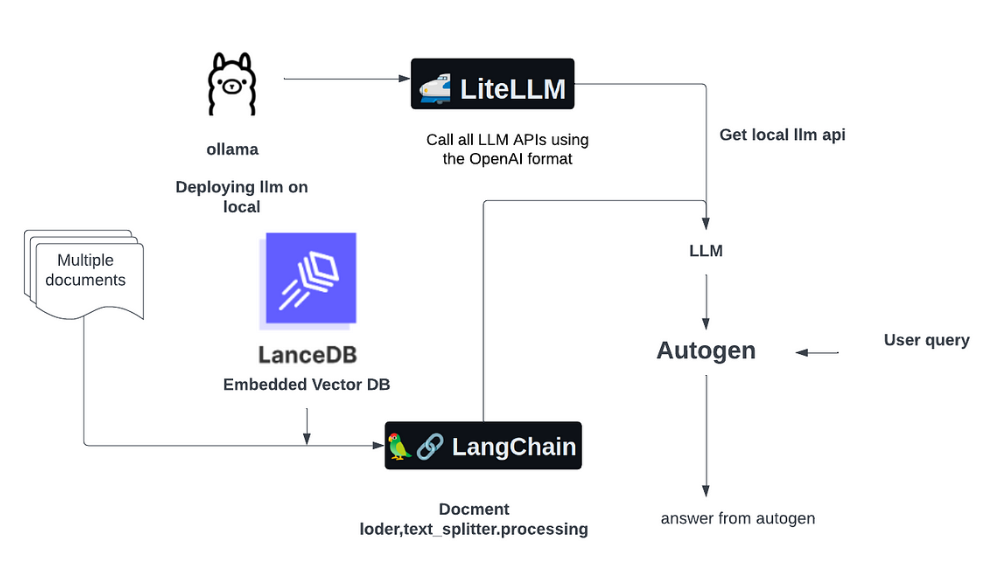 LiteLLM
ollama
Call all LLM APIs using
the OpenAI format
Get local llm api
Deploying llm on
local
Multiple
documents
LLM
LanceDB
Embedded Vector DB
Autogen
User query
LangChain
Docment
loder,text_splitter.processing
answer from autogen